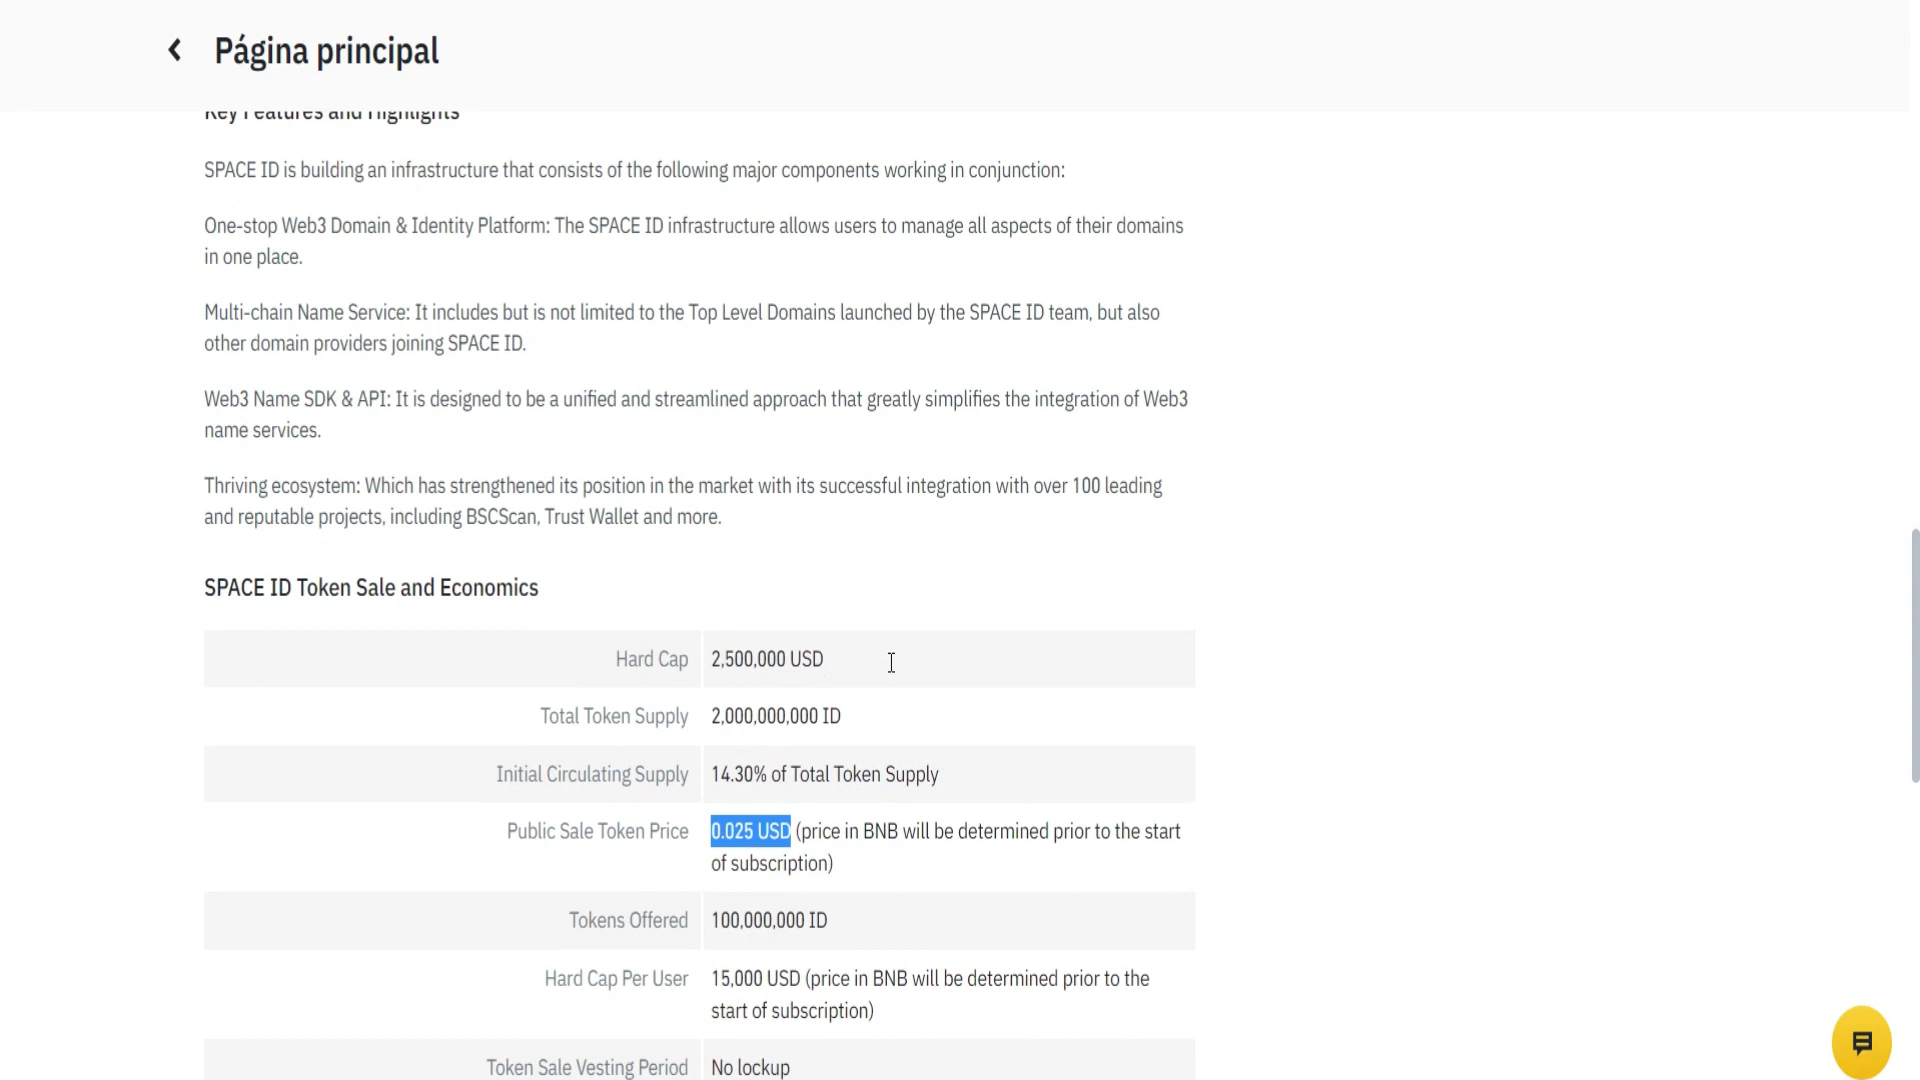 Página principal
Key Features and Highlights
SPACE ID is building an infrastructure that consists of the following major components working in conjunction:
One-stop Web3 Domain & Identity Platform: The SPACE ID infrastructure allows users to manage all aspects of their domains
in one place.
Multi-chain Name Service: It includes but is not limited to the Top Level Domains launched by the SPACE ID team, but also
other domain providers joining SPACE ID.
Web3 Name SDK & API: It is designed to be a unified and streamlined approach that greatly simplifies the integration of Web3
name services.
Thriving ecosystem: Which has strengthened its position in the market with its successful integration with over 100 leading
and reputable projects, including BSCScan, Trust Wallet and more.
SPACE ID Token Sale and Economics
Hard Cap 2,500,000 USD
Total Token Supply 2,000,000,000 ID
Initial Circulating Supply 14.30% of Total Token Supply
Public Sale Token Price 0.025 USD (price in BNB will be determined prior to the start
of subscription)
Tokens Offered 100,000,000 ID
Hard Cap Per User 15,000 USD (price in BNB will be determined prior to the
start of subscription)
Token Sale Vesting Period No lockup